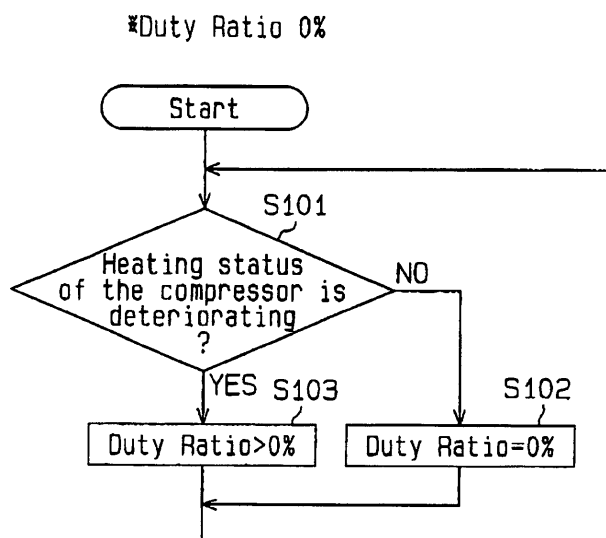 *Duty Ratio 0%
Start
S101
Heating status
of the compressor is
deteriorating
?
NO
YES
S103
S102
Duty Ratio>0%
Duty Ratio=0%